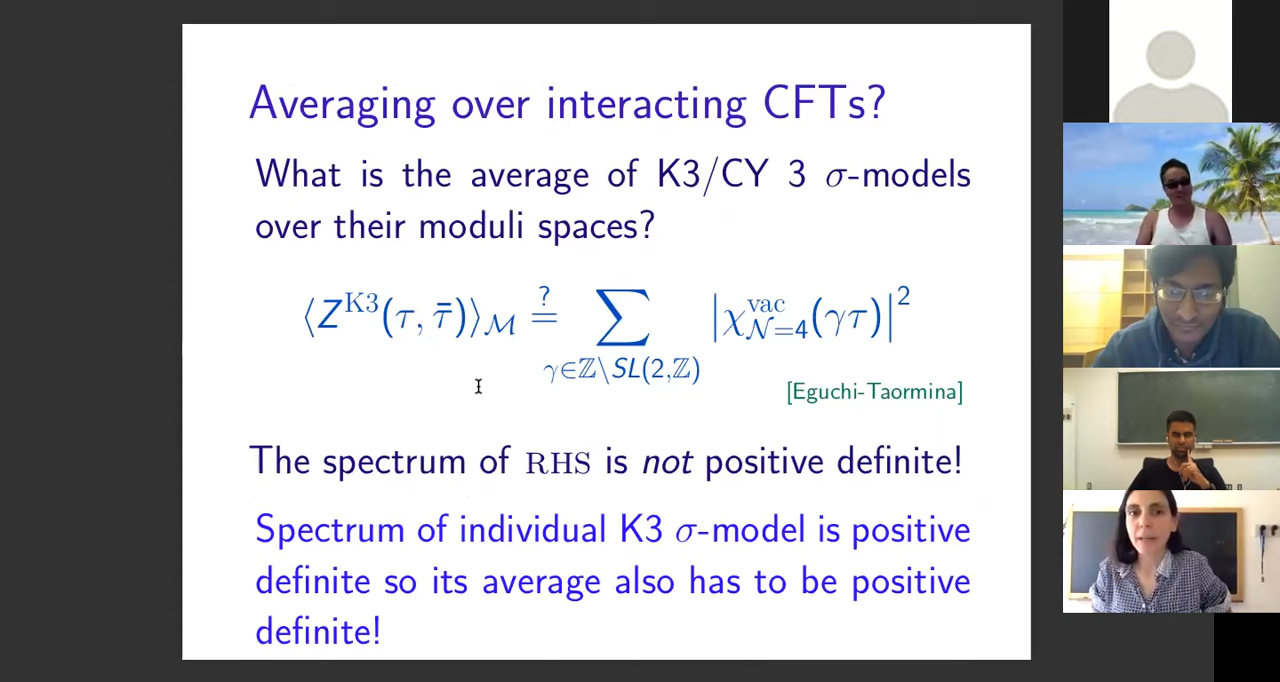 Averaging over interacting CFTs?
What is the average of K3/CY 3 σ-models
over their moduli spaces?
⟨Z^{K3}(τ, τ̄)⟩_ℳ ≟ ∑_{γ∈ℤ\SL(2,ℤ)} |χ^{vac}_{𝒩=4}(γτ)|²
[Eguchi-Taormina]
The spectrum of RHS is not positive definite!
Spectrum of individual K3 σ-model is positive
definite so its average also has to be positive
definite!